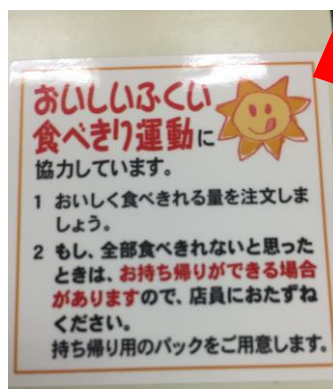 おいしいふくい
食べきり運動に
協力しています。
1 おいしく食べきれる量を注文しま
しょう。
2 もし、全部食べきれないと思った
ときは、お持ち帰りができる場合
がありますので、店員におたずね
ください。
持ち帰り用のパックをご用意します。